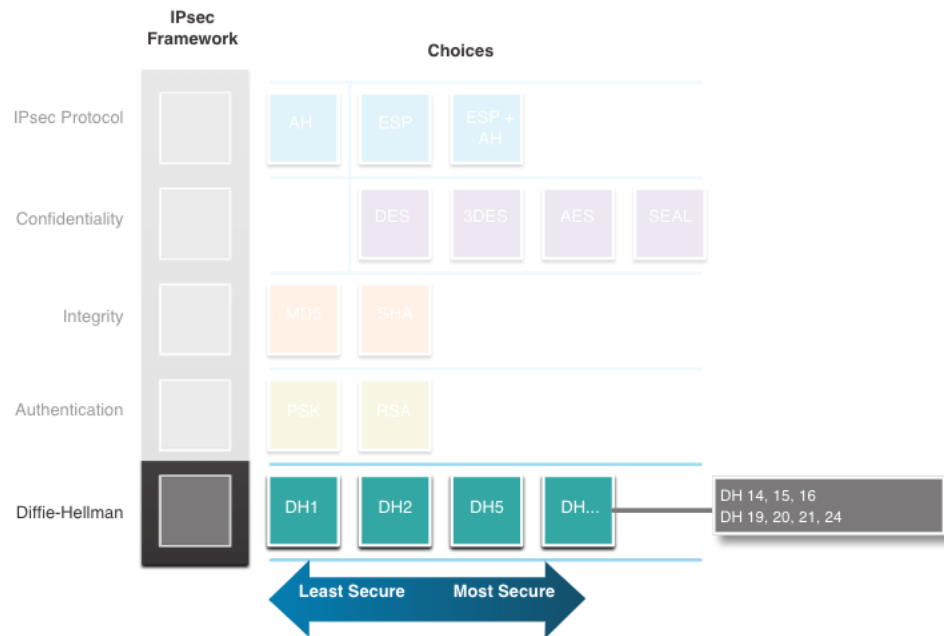 IPsec
Framework
Choices
IPsec Protocol
AH
ESP
ESP +
AH
Confidentiality
DES
3DES
AES
SEAL
Integrity
MD5
SHA
Authentication
PSK
RSA
Diffie-Hellman
DH1
DH2
DH5
DH...
DH 14, 15, 16
DH 19, 20, 21, 24
Least Secure
Most Secure